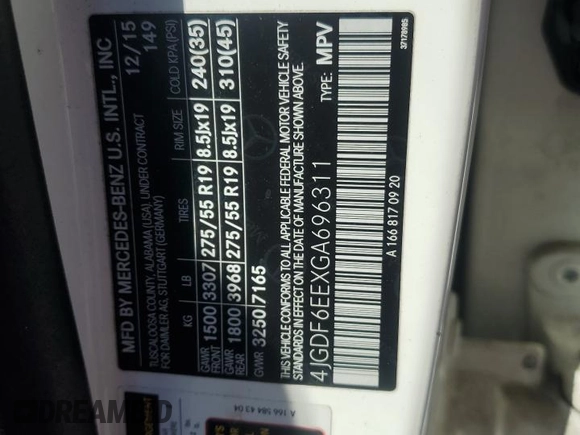 MFD BY MERCEDES-BENZ U.S. INTL., INC
TUSCALOOSA COUNTY, ALABAMA (USA), UNDER CONTRACT 12/15
FOR DAIMLER AG, STUTTGART (GERMANY) 149
KG LB TIRES RIM SIZE COLD KPA (PSI)
GAWR FRONT 1500 3307 275/55 R19 8.5Jx19 240(35)
GAWR REAR 1800 3968 275/55 R19 8.5Jx19 310(45)
GVWR 3250/7165
THIS VEHICLE CONFORMS TO ALL APPLICABLE FEDERAL MOTOR VEHICLE SAFETY
STANDARDS IN EFFECT ON THE DATE OF MANUFACTURE SHOWN ABOVE.
4JGDF6EEXGA696311 TYPE: MPV
A 166 817 09 20
37178985
A 166 584 43 04
DREAM